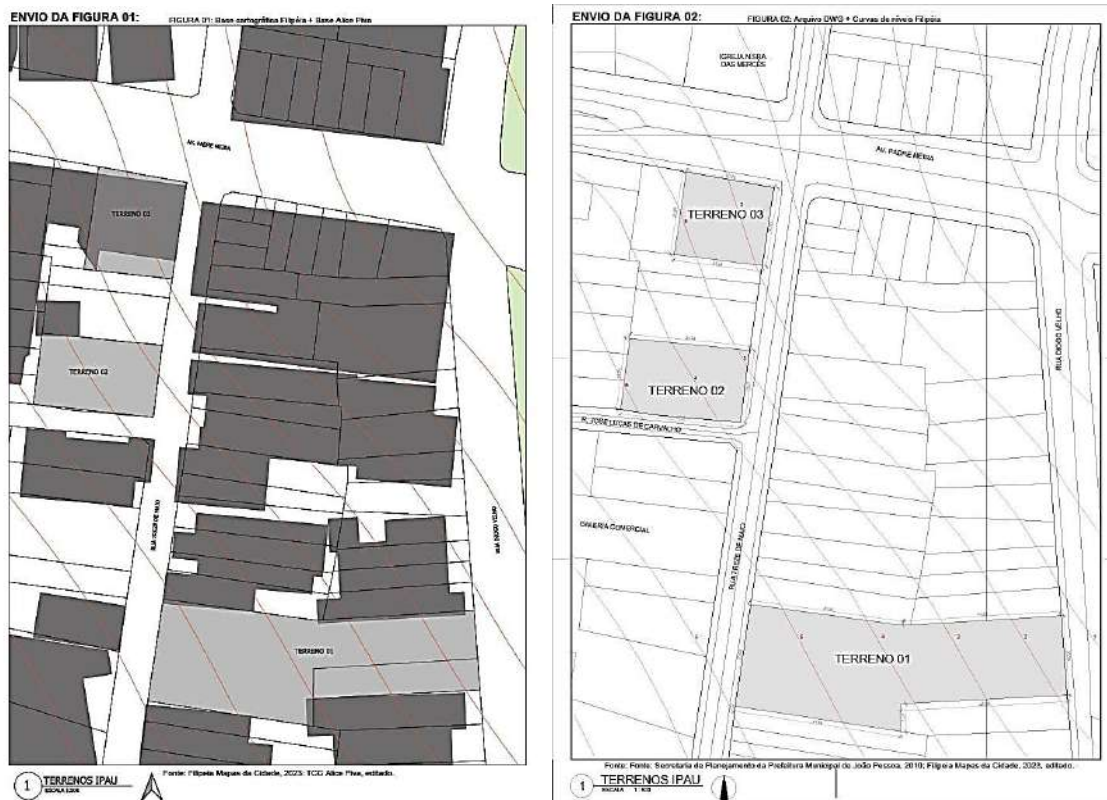 ENVIO DA FIGURA 01:
FIGURA 01: Base cartográfica Filipéia + Base Alice Piva
AV. PADRE MEIRA
TERRENO 03
TERRENO 02
RUA TREZE DE MAIO
RUA DIOGO VELHO
TERRENO 01
1 TERRENOS IPAU
Fonte: Filipeia Mapas da Cidade, 2023; TCC Alice Piva, editado.
ENVIO DA FIGURA 02:
FIGURA 02: Arquivo DWG + Curvas de níveis Filipéia
IGREJA N.SRA
DAS MERCÊS
AV. PADRE MEIRA
TERRENO 03
RUA DIOGO VELHO
TERRENO 02
R. JOSÉ LUCAS DE CARVALHO
GALERIA COMERCIAL
RUA TREZE DE MAIO
TERRENO 01
Fonte: Fonte: Secretaria de Planejamento da Prefeitura Municipal de João Pessoa, 2010; Filipeia Mapas da Cidade, 2023, editado.
1 TERRENOS IPAU